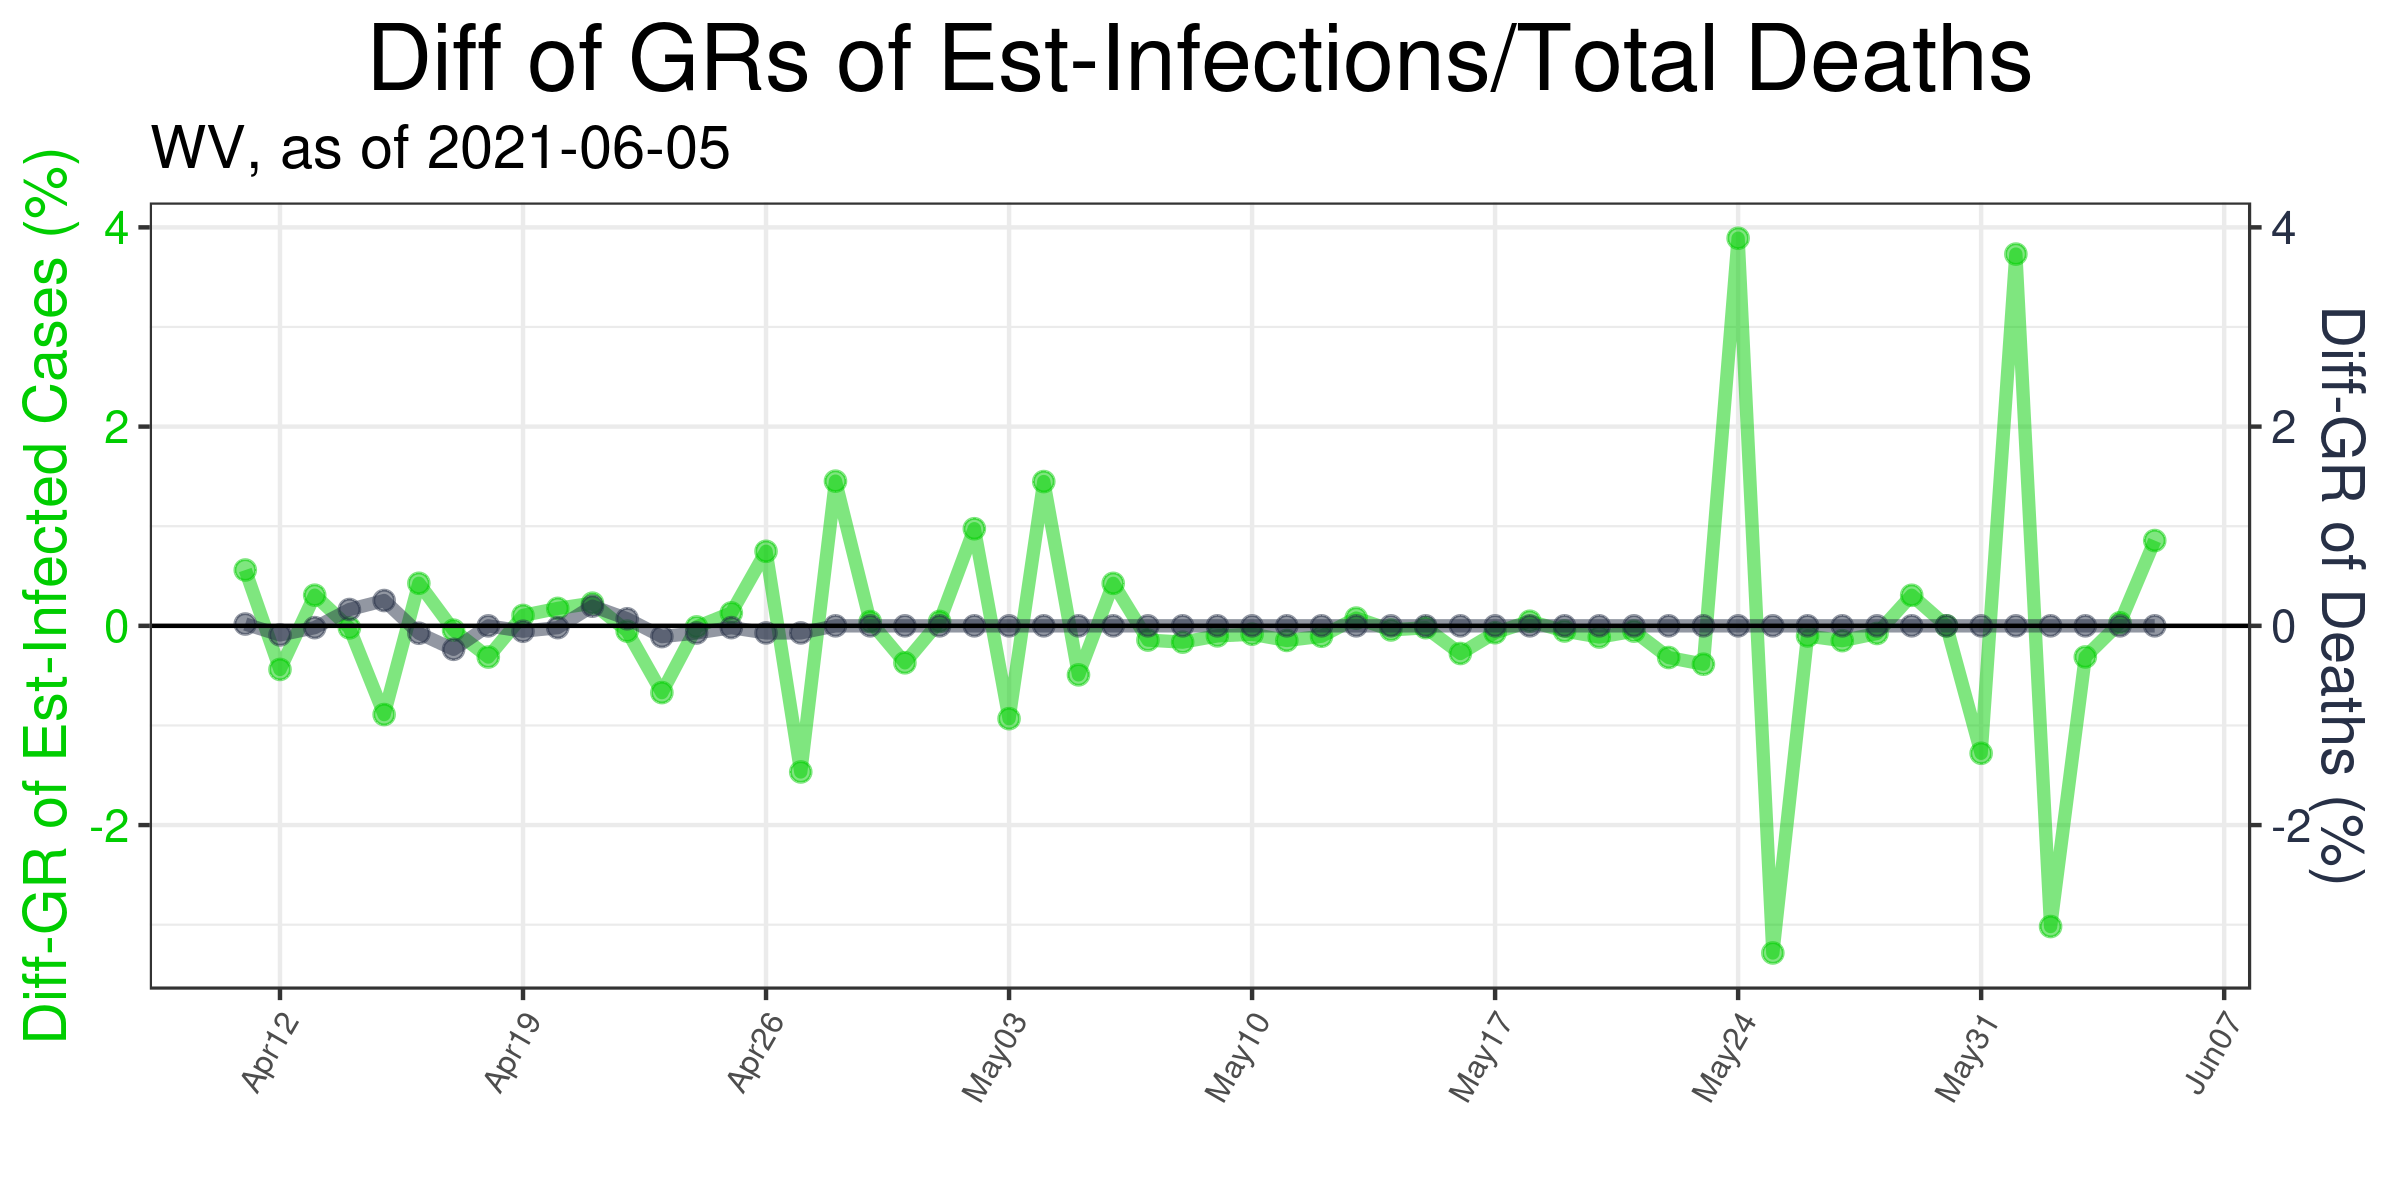 Diff of GRs of Est-Infections/Total Deaths
WV, as of 2021-06-05
Diff-GR of Est-Infected Cases (%)
4
2
0
-2
4
2
0
-2
Diff-GR of Deaths (%)
Apr12
Apr19
Apr26
May03
May10
May17
May24
May31
Jun07